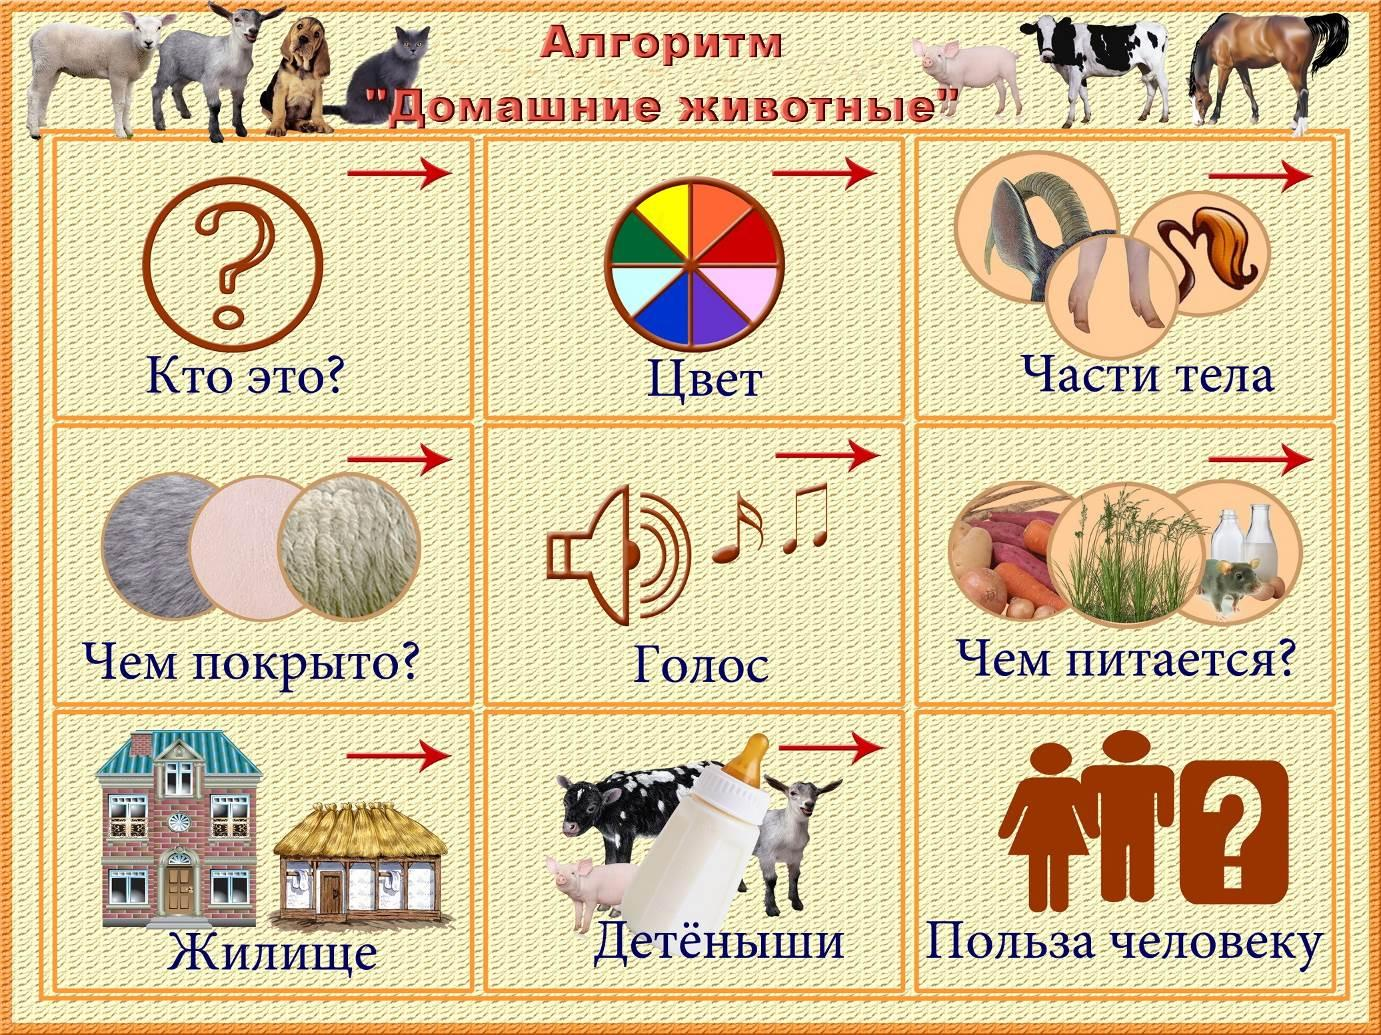 Алгоритм
"Домашние животные"
Кто это?
Цвет
Части тела
Чем покрыто?
Голос
Чем питается?
Жилище
Детёныши
Польза человеку